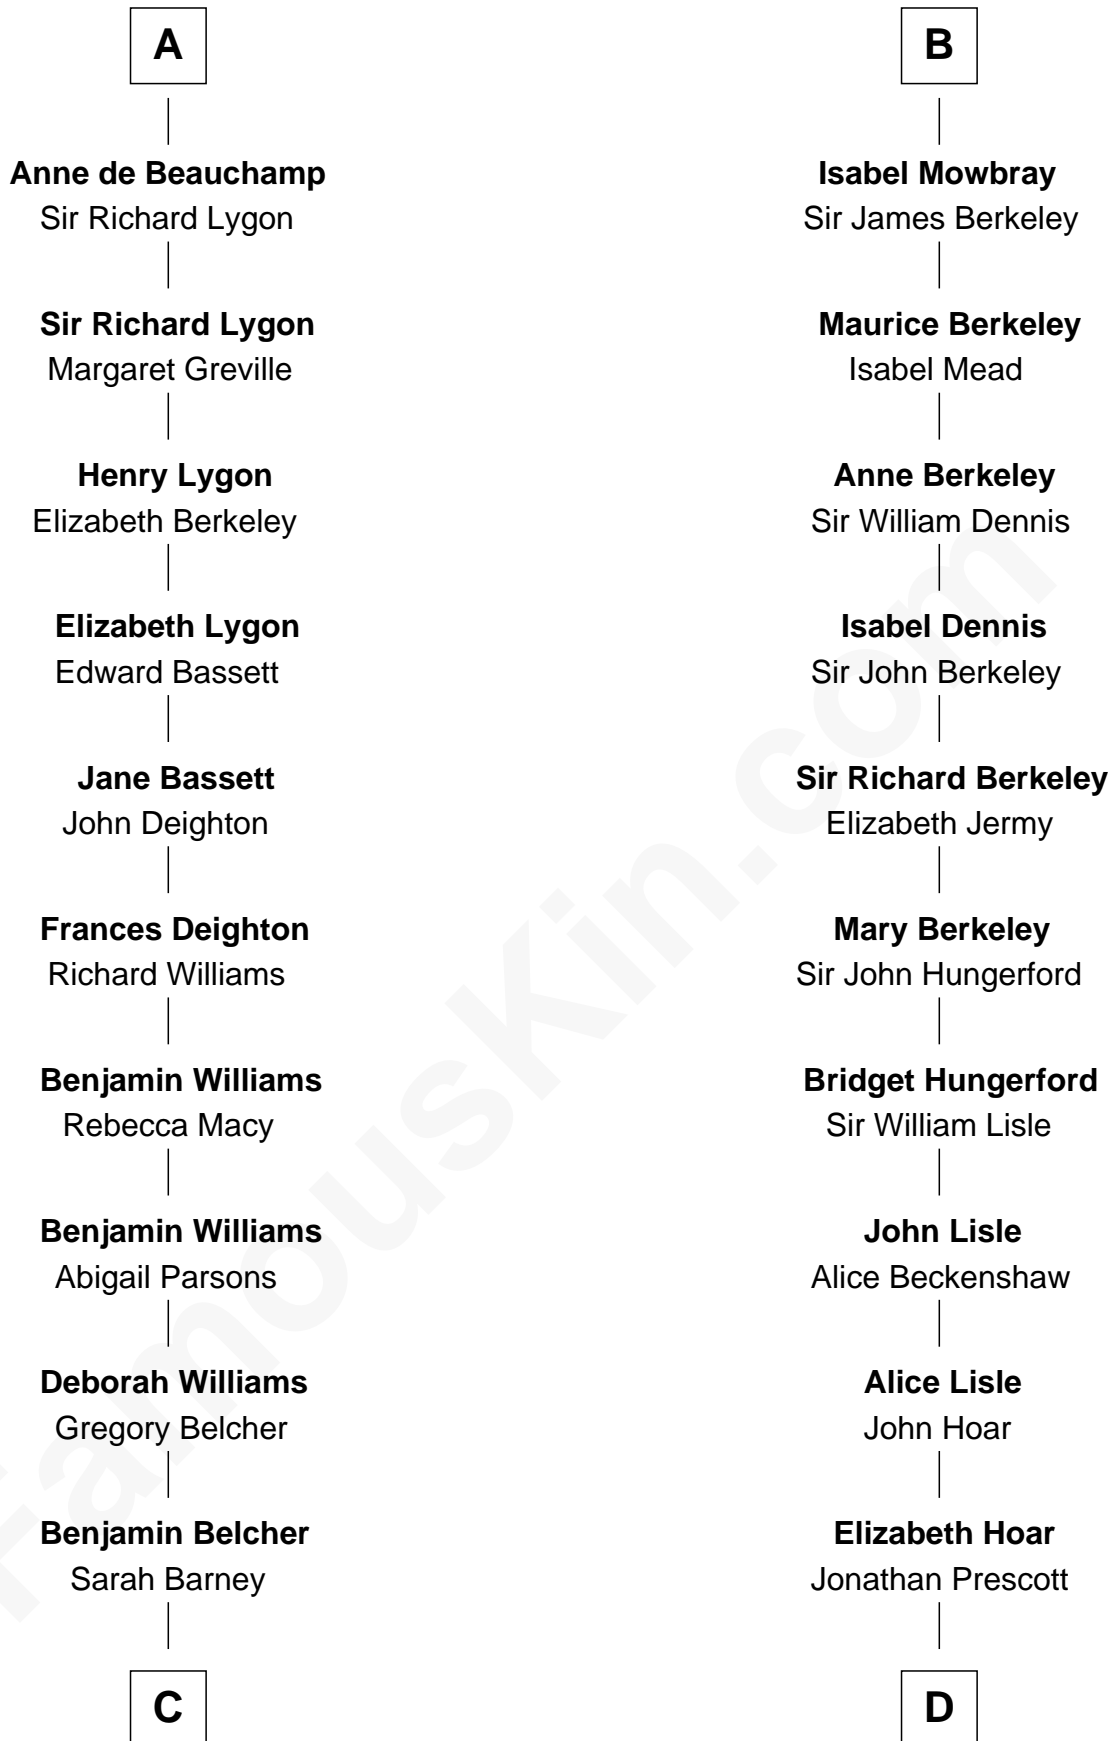 A
Anne de Beauchamp
Sir Richard Lygon
Sir Richard Lygon
Margaret Greville
Henry Lygon
Elizabeth Berkeley
Elizabeth Lygon
Edward Bassett
Jane Bassett
John Deighton
Frances Deighton
Richard Williams
Benjamin Williams
Rebecca Macy
Benjamin Williams
Abigail Parsons
Deborah Williams
Gregory Belcher
Benjamin Belcher
Sarah Barney
C
B
Isabel Mowbray
Sir James Berkeley
Maurice Berkeley
Isabel Mead
Anne Berkeley
Sir William Dennis
Isabel Dennis
Sir John Berkeley
Sir Richard Berkeley
Elizabeth Jermy
Mary Berkeley
Sir John Hungerford
Bridget Hungerford
Sir William Lisle
John Lisle
Alice Beckenshaw
Alice Lisle
John Hoar
Elizabeth Hoar
Jonathan Prescott
D
FamousKin.com